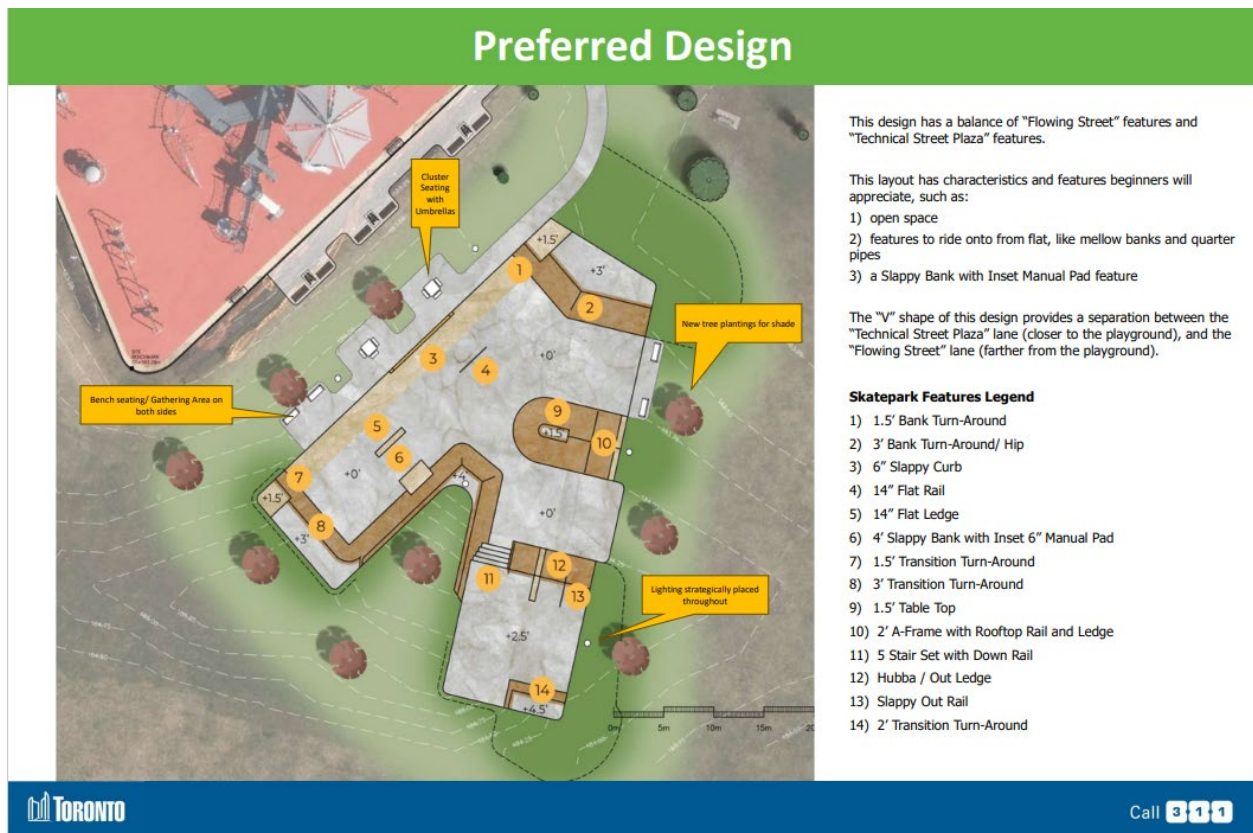 Preferred Design
Cluster
Seating
with
Umbrellas
+1.5'
1
+3'
2
New tree plantings for shade
+0'
3
4
Bench seating/ Gathering Area on
both sides
9
+1.5'
10
5
6
+0'
7
+1.5'
8
+3'
+4'
+0'
11
12
13
Lighting strategically placed
throughout
+2.5'
14
+4.5'
0m
5m
10m
15m
This design has a balance of “Flowing Street” features and
“Technical Street Plaza” features.
This layout has characteristics and features beginners will
appreciate, such as:
1) open space
2) features to ride onto from flat, like mellow banks and quarter
pipes
3) a Slappy Bank with Inset Manual Pad feature
The “V” shape of this design provides a separation between the
“Technical Street Plaza” lane (closer to the playground), and the
“Flowing Street” lane (farther from the playground).
Skatepark Features Legend
1) 1.5’ Bank Turn-Around
2) 3’ Bank Turn-Around/ Hip
3) 6” Slappy Curb
4) 14” Flat Rail
5) 14” Flat Ledge
6) 4’ Slappy Bank with Inset 6” Manual Pad
7) 1.5’ Transition Turn-Around
8) 3’ Transition Turn-Around
9) 1.5’ Table Top
10) 2’ A-Frame with Rooftop Rail and Ledge
11) 5 Stair Set with Down Rail
12) Hubba / Out Ledge
13) Slappy Out Rail
14) 2’ Transition Turn-Around
TORONTO
Call 3 1 1